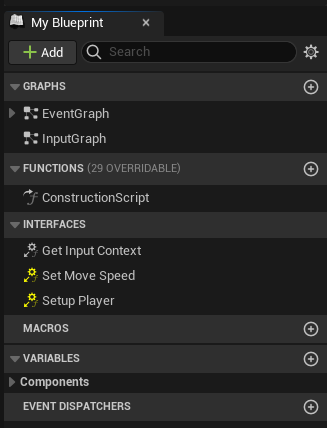 My Blueprint
Add
Search
GRAPHS
EventGraph
InputGraph
FUNCTIONS (29 OVERRIDABLE)
ConstructionScript
INTERFACES
Get Input Context
Set Move Speed
Setup Player
MACROS
VARIABLES
Components
EVENT DISPATCHERS